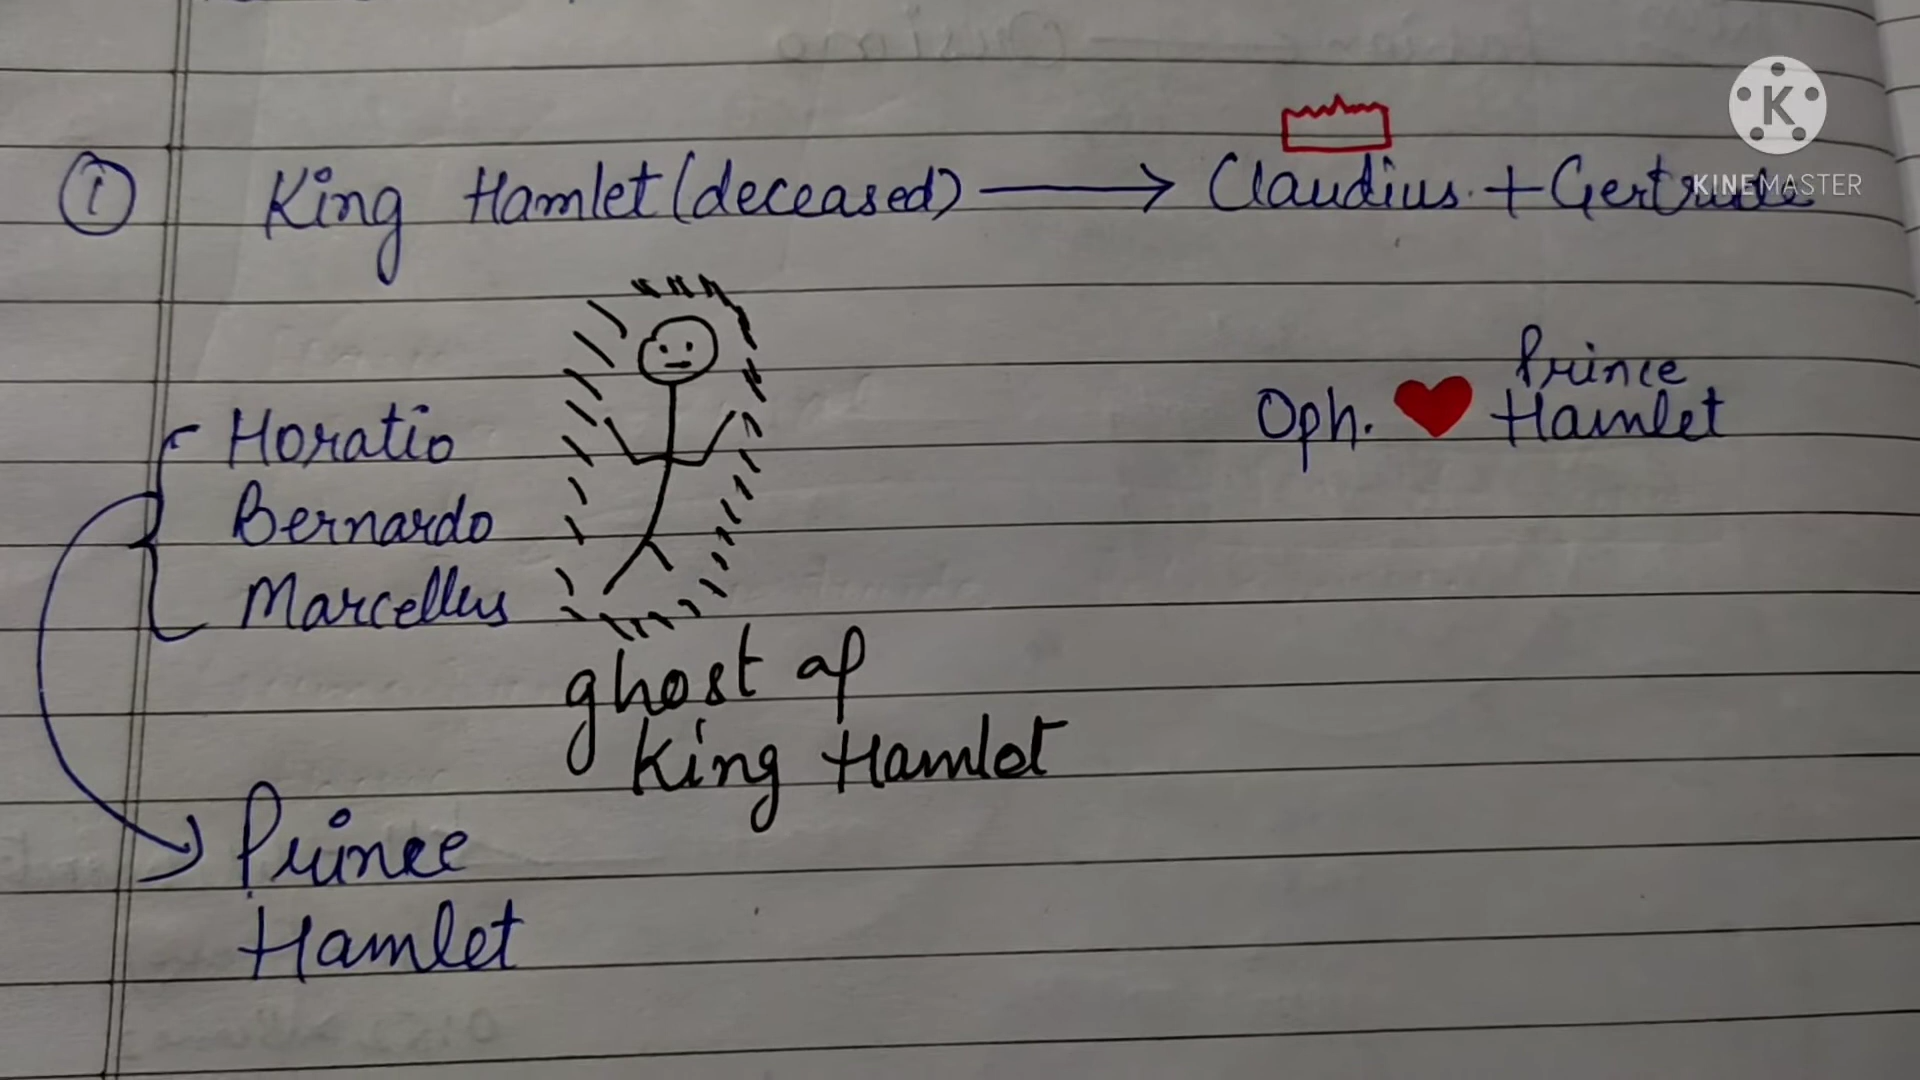 ① King Hamlet (deceased) → Claudius + Gertrude
K
KINEMASTER
Oph. ❤ Prince Hamlet
Horatio
Bernardo
Marcellus
ghost of
King Hamlet
Prince
Hamlet